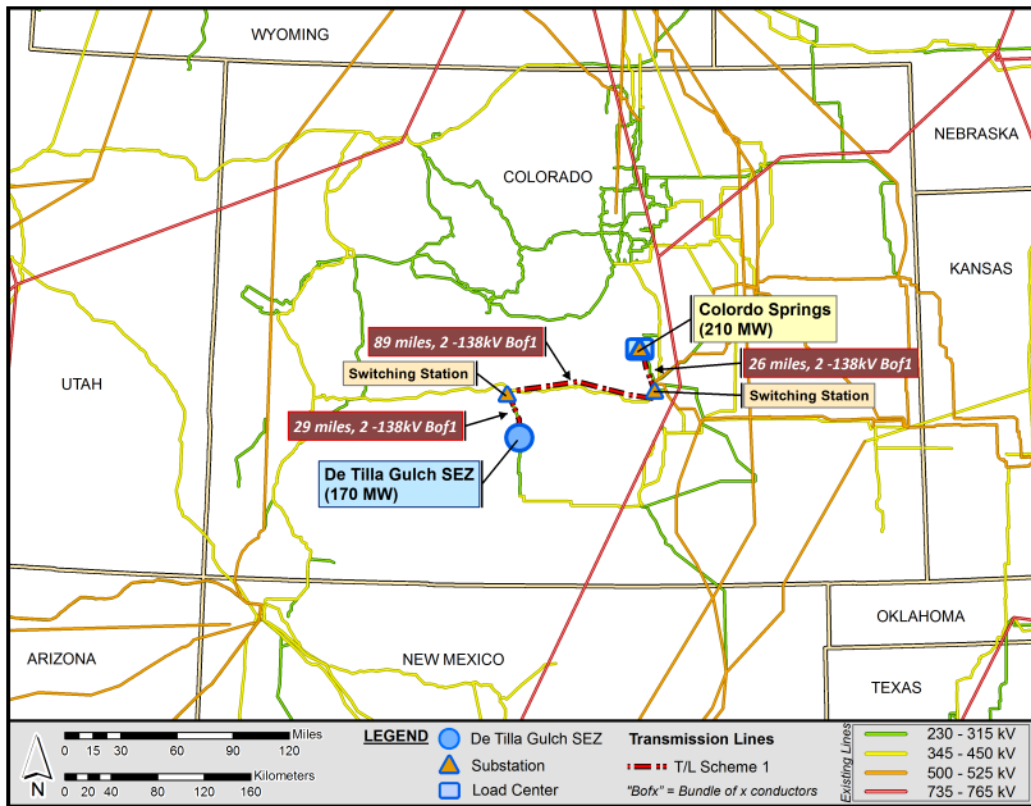 WYOMING
NEBRASKA
COLORADO
KANSAS
Colordo Springs
(210 MW)
89 miles, 2 -138kV Bof1
26 miles, 2 -138kV Bof1
Switching Station
UTAH
Switching Station
29 miles, 2 -138kV Bof1
De Tilla Gulch SEZ
(170 MW)
OKLAHOMA
ARIZONA
NEW MEXICO
TEXAS
N
Miles
0 15 30 60 90 120
Kilometers
0 20 40 80 120 160
LEGEND
De Tilla Gulch SEZ
Substation
Load Center
Transmission Lines
T/L Scheme 1
"Bofx" = Bundle of x conductors
Existing Lines
230 - 315 kV
345 - 450 kV
500 - 525 kV
735 - 765 kV